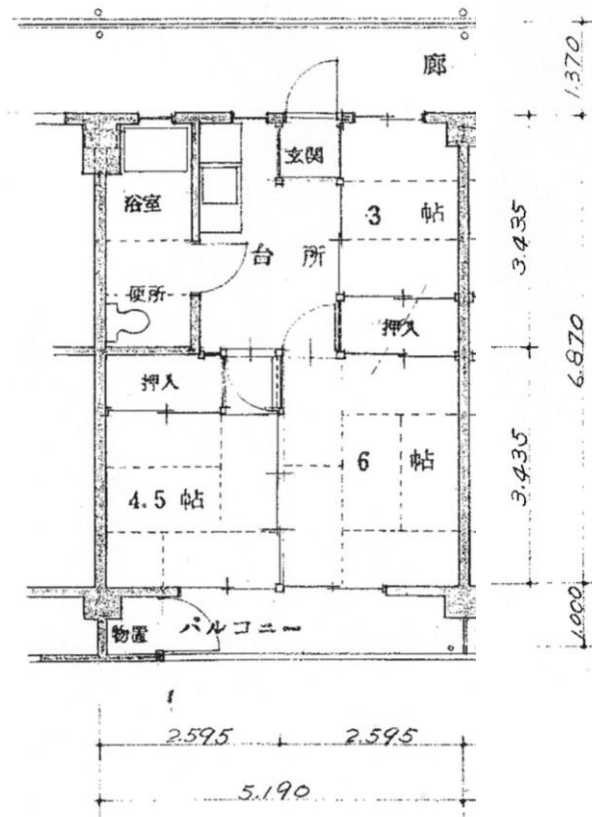 廊
1.370
玄関
浴室
3 帖
台所
3.435
便所
押入
6.870
押入
6 帖
4.5 帖
3.435
物置
バルコニー
1.000
2.595
2.595
5.190